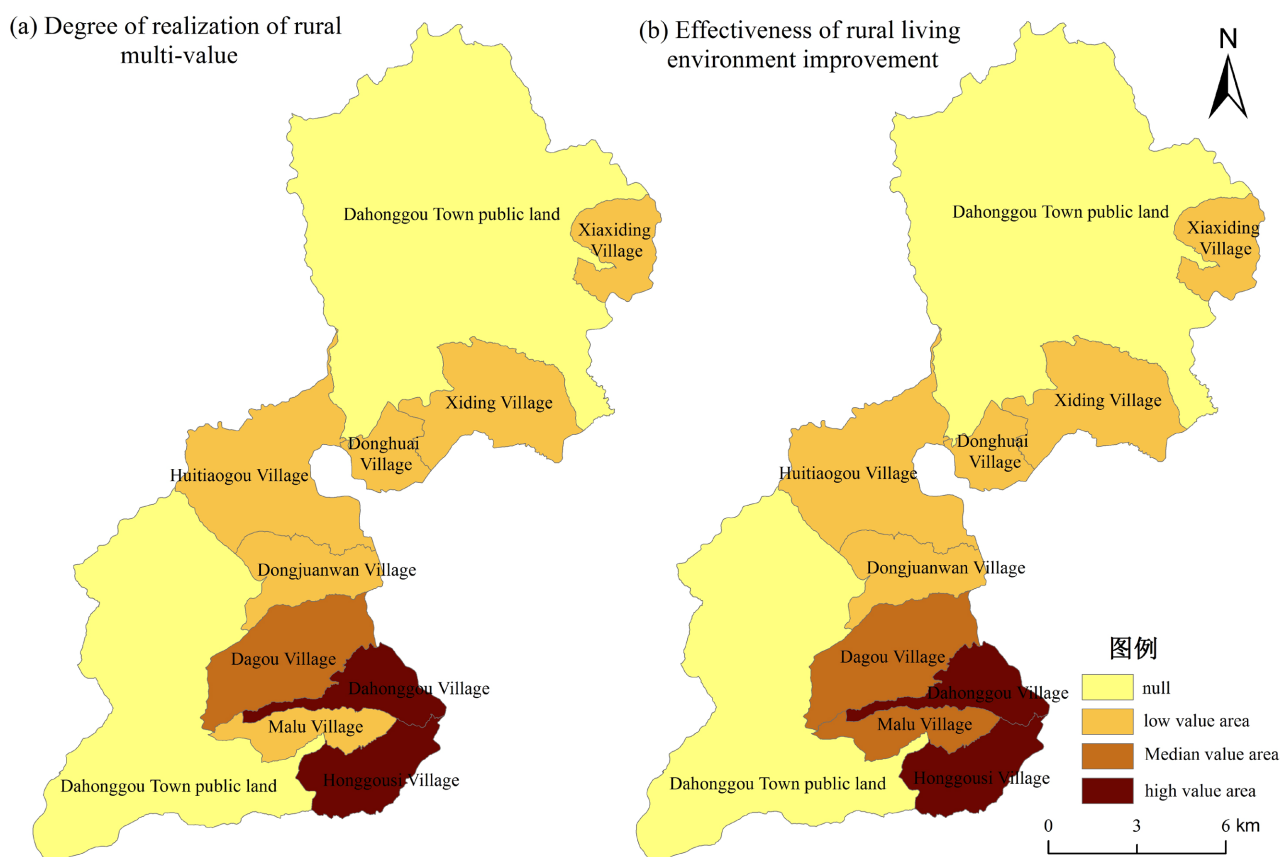 (a) Degree of realization of rural
multi-value
Dahonggou Town public land
Xiaxiding
Village
Xiding Village
Donghuai
Village
Huitiaogou Village
Dongjuanwan Village
Dagou Village
Dahonggou Village
Malu Village
Honggousi Village
Dahonggou Town public land
(b) Effectiveness of rural living
environment improvement
N
Dahonggou Town public land
Xiaxiding
Village
Xiding Village
Donghuai
Village
Huitiaogou Village
Dongjuanwan Village
Dagou Village
Dahonggou Village
Malu Village
Honggousi Village
Dahonggou Town public land
图例
null
low value area
Median value area
high value area
0 3 6 km